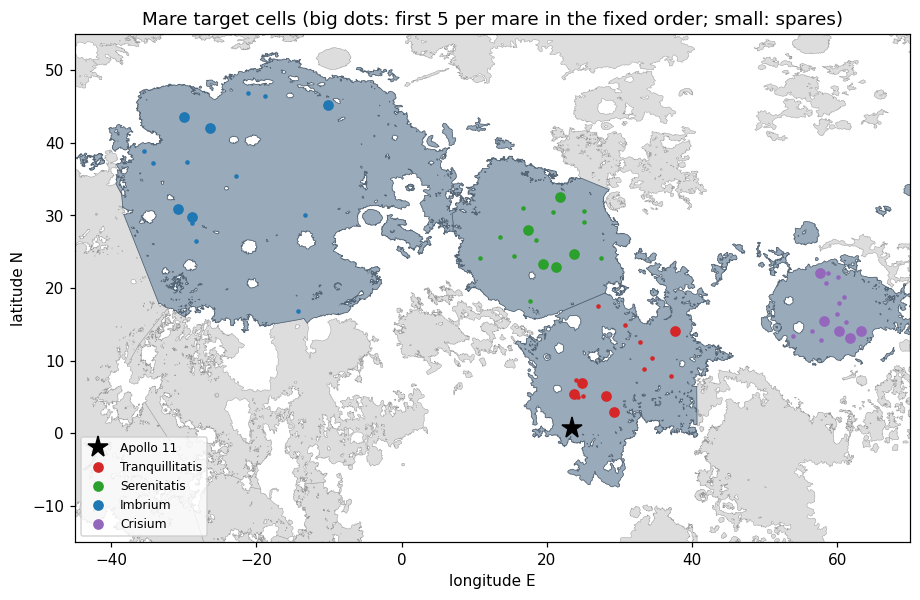 Mare target cells (big dots: first 5 per mare in the fixed order; small: spares)
50
40
30
20
10
0
−10
latitude N
Apollo 11
Tranquillitatis
Serenitatis
Imbrium
Crisium
−40
−20
0
20
40
60
longitude E